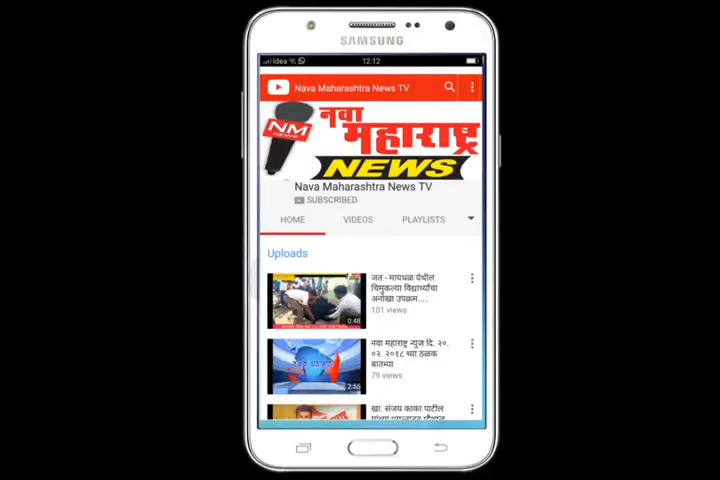 SAMSUNG
Idea 12:12
Nava Maharashtra News TV
NM
NEWS
नवा
महाराष्ट्र
NEWS
Nava Maharashtra News TV
SUBSCRIBED
HOME VIDEOS PLAYLISTS
Uploads
जत - मायथळ येथील
चिमुकल्या विद्यार्थ्यांचा
अनोखा उपक्रम.....
101 views
0:48
नवा महाराष्ट्र न्युज दि. २०.
०२. २०१८ च्या ठळक
बातम्या
79 views
2:55
खा. संजय काका पाटील